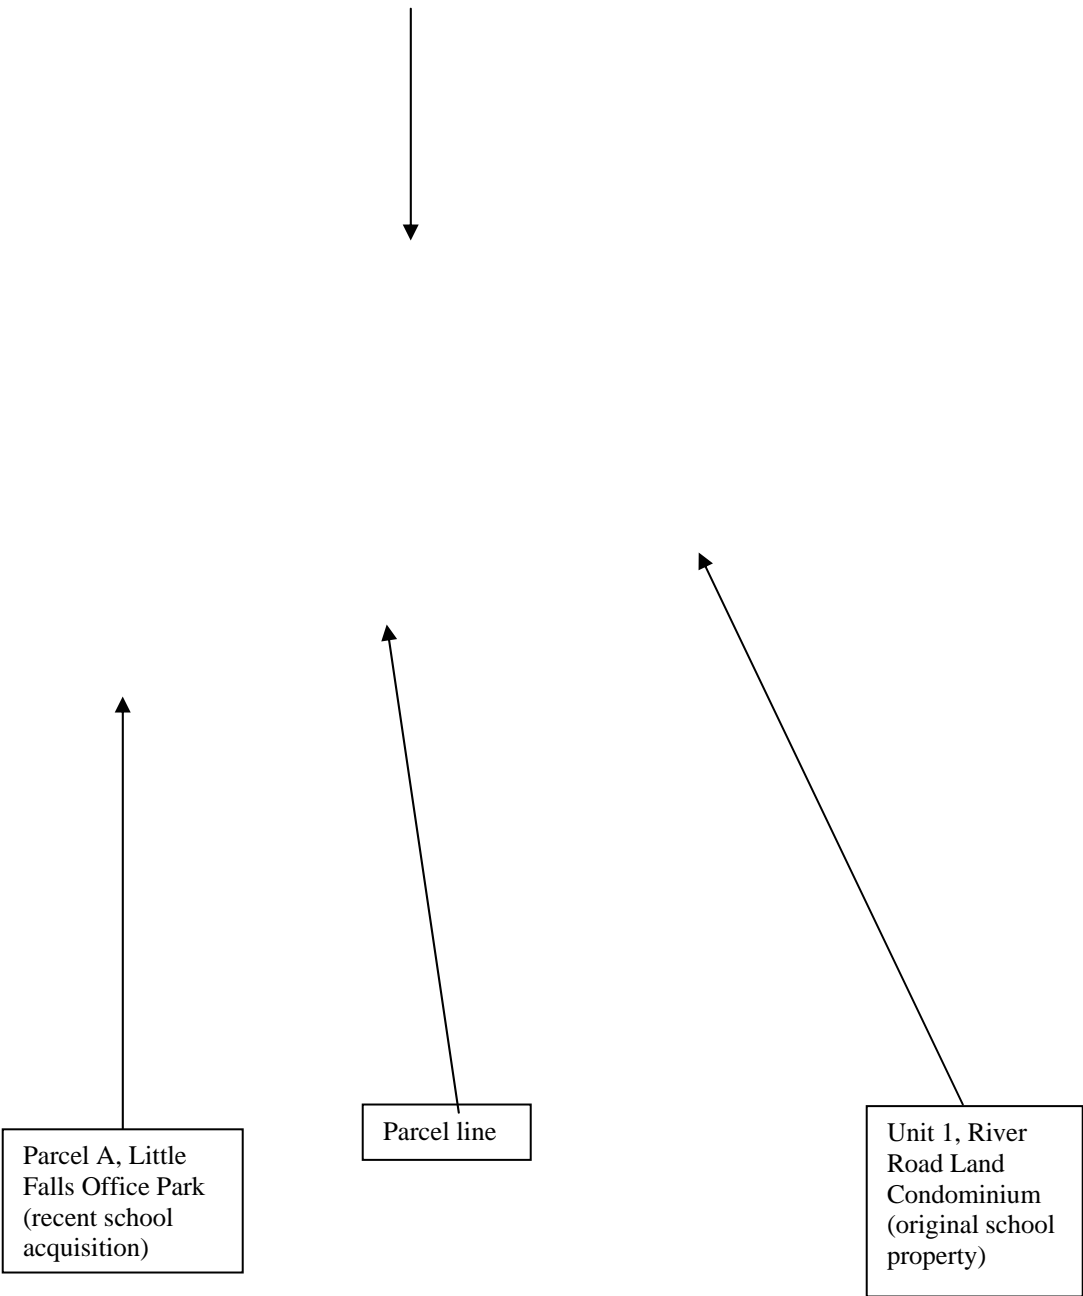 Parcel A, Little
Falls Office Park
(recent school
acquisition)
Parcel line
Unit 1, River
Road Land
Condominium
(original school
property)